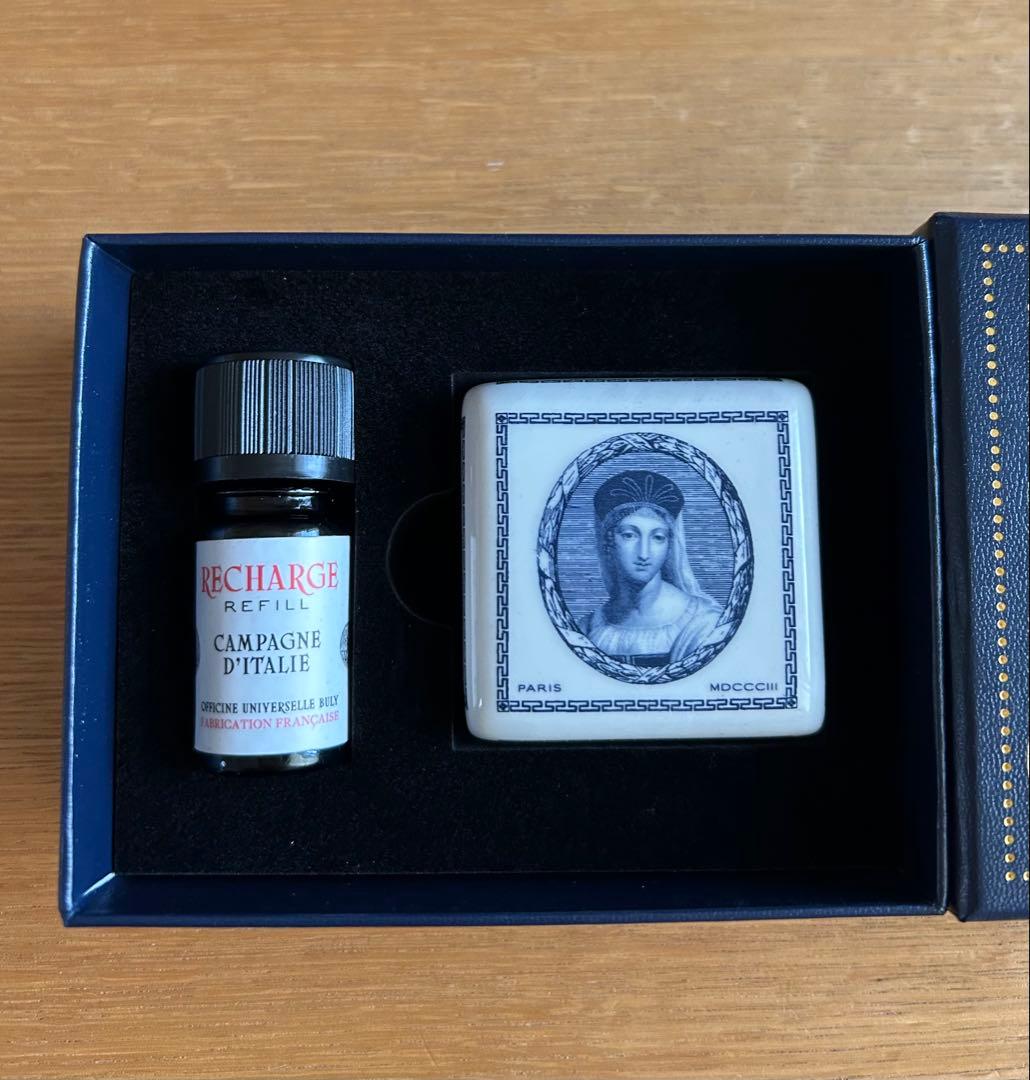 RECHARGE
REFILL
CAMPAGNE
D'ITALIE
OFFICINE UNIVERSELLE BULY
FABRICATION FRANÇAISE
PARIS MDCCCIII